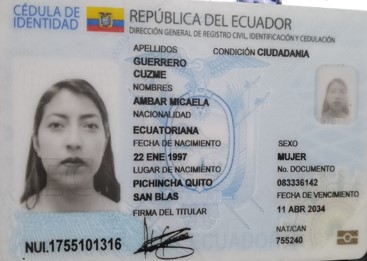 CÉDULA DE
IDENTIDAD
REPÚBLICA DEL ECUADOR
DIRECCIÓN GENERAL DE REGISTRO CIVIL, IDENTIFICACIÓN Y CEDULACIÓN
APELLIDOS CONDICIÓN CIUDADANIA
GUERRERO
CUZME
NOMBRES
AMBAR MICAELA
NACIONALIDAD
ECUATORIANA
FECHA DE NACIMIENTO SEXO
22 ENE 1997 MUJER
LUGAR DE NACIMIENTO No. DOCUMENTO
PICHINCHA QUITO 083336142
SAN BLAS FECHA DE VENCIMIENTO
FIRMA DEL TITULAR 11 ABR 2034
NAT/CAN
NUI.1755101316 755240